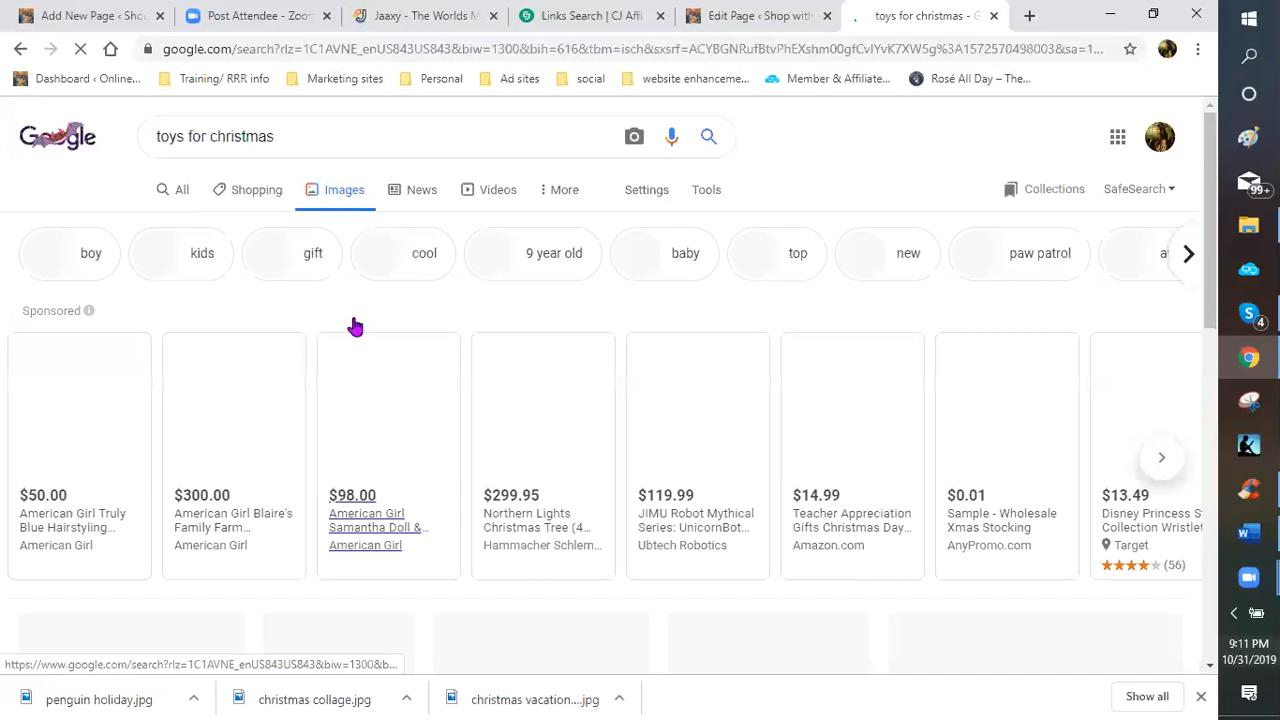 Add New Page ‹ Shou
Post Attendee - Zoo
Jaaxy - The Worlds M
Links Search | CJ Affi
Edit Page ‹ Shop with
toys for christmas - G
google.com/search?rlz=1C1AVNE_enUS843US843&biw=1300&bih=616&tbm=isch&sxsrf=ACYBGNRufBtvPhEXshm00gfCvIYvK7XW5g%3A1572570498003&sa=1...
Dashboard ‹ Online...
Training/ RRR info
Marketing sites
Personal
Ad sites
social
website enhanceme...
Member & Affiliate...
Rosé All Day – The...
Google
toys for christmas
All
Shopping
Images
News
Videos
More
Settings
Tools
Collections
SafeSearch
boy
kids
gift
cool
9 year old
baby
top
new
paw patrol
Sponsored
$50.00
American Girl Truly
Blue Hairstyling...
American Girl
$300.00
American Girl Blaire's
Family Farm...
American Girl
$98.00
American Girl
Samantha Doll &...
American Girl
$299.95
Northern Lights
Christmas Tree (4...
Hammacher Schlem...
$119.99
JIMU Robot Mythical
Series: UnicornBot...
Ubtech Robotics
$14.99
Teacher Appreciation
Gifts Christmas Day...
Amazon.com
$0.01
Sample - Wholesale
Xmas Stocking
AnyPromo.com
$13.49
Disney Princess St
Collection Wristle
Target
(56)
https://www.google.com/search?rlz=1C1AVNE_enUS843US843&biw=1300&b...
penguin holiday.jpg
christmas collage.jpg
christmas vacation....jpg
Show all
99+
4
9:11 PM
10/31/2019